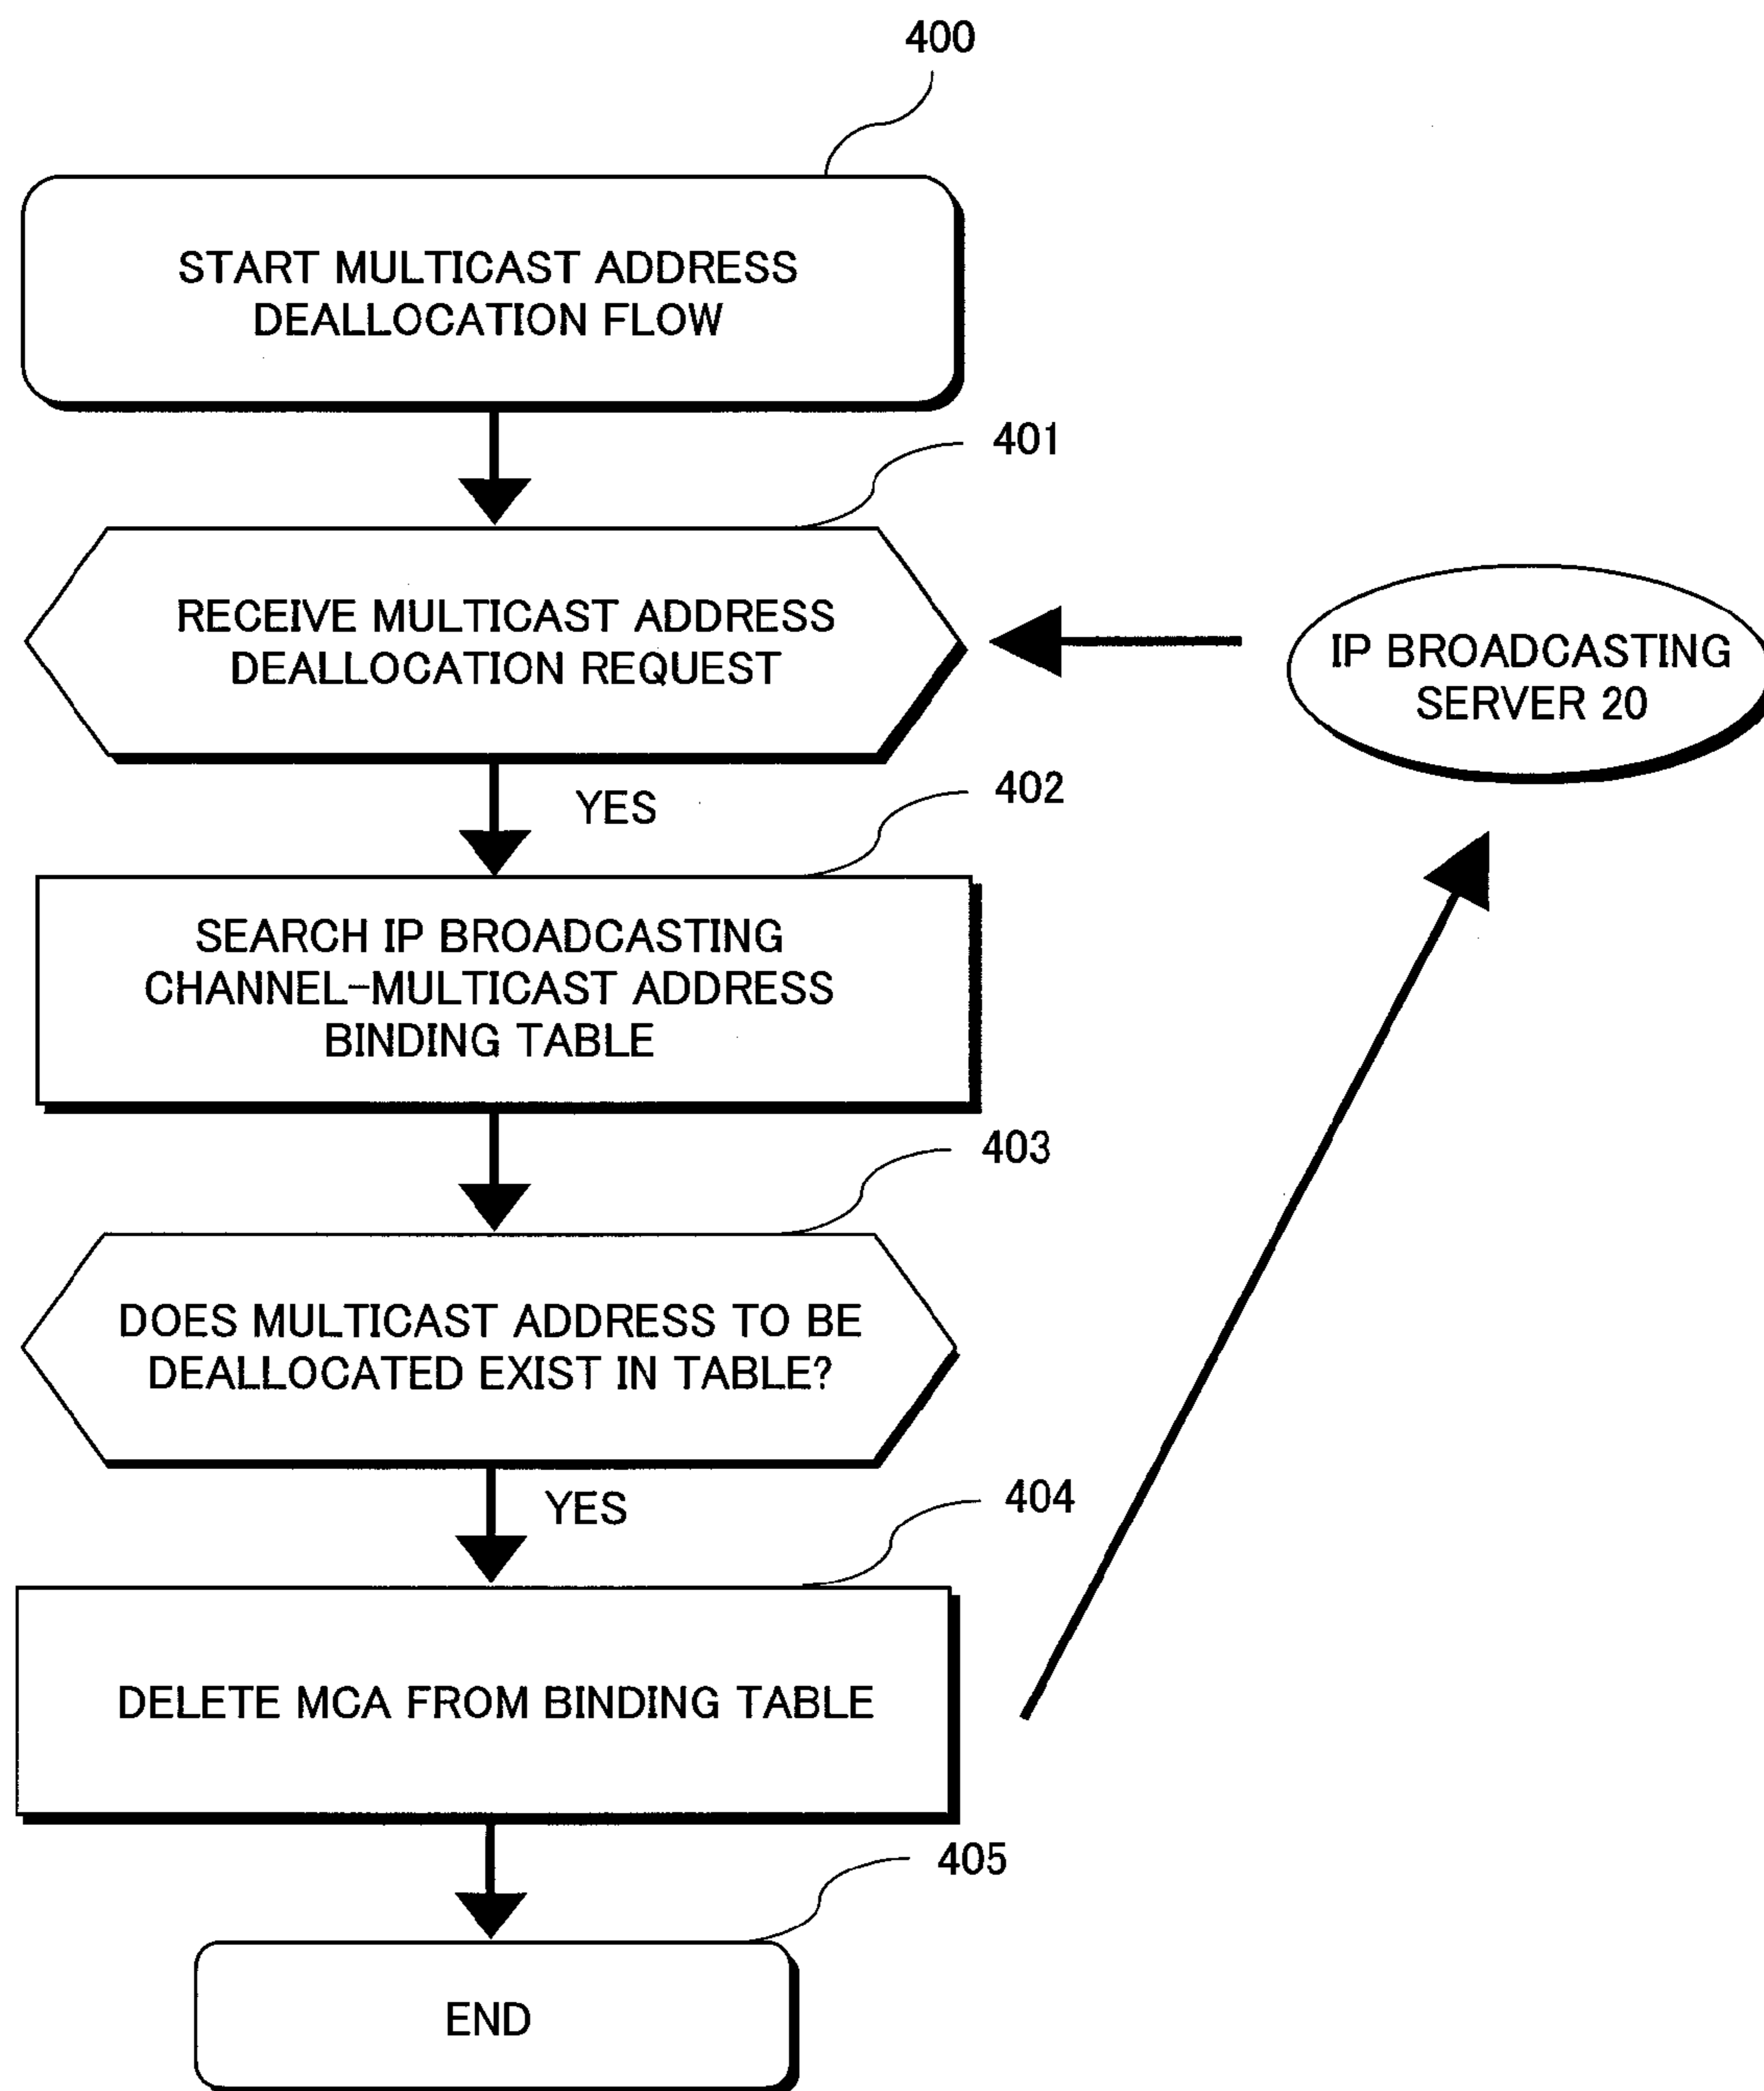 400
START MULTICAST ADDRESS
DEALLOCATION FLOW
401
RECEIVE MULTICAST ADDRESS
DEALLOCATION REQUEST
IP BROADCASTING
SERVER 20
YES
402
SEARCH IP BROADCASTING
CHANNEL-MULTICAST ADDRESS
BINDING TABLE
403
DOES MULTICAST ADDRESS TO BE
DEALLOCATED EXIST IN TABLE?
YES
404
DELETE MCA FROM BINDING TABLE
405
END